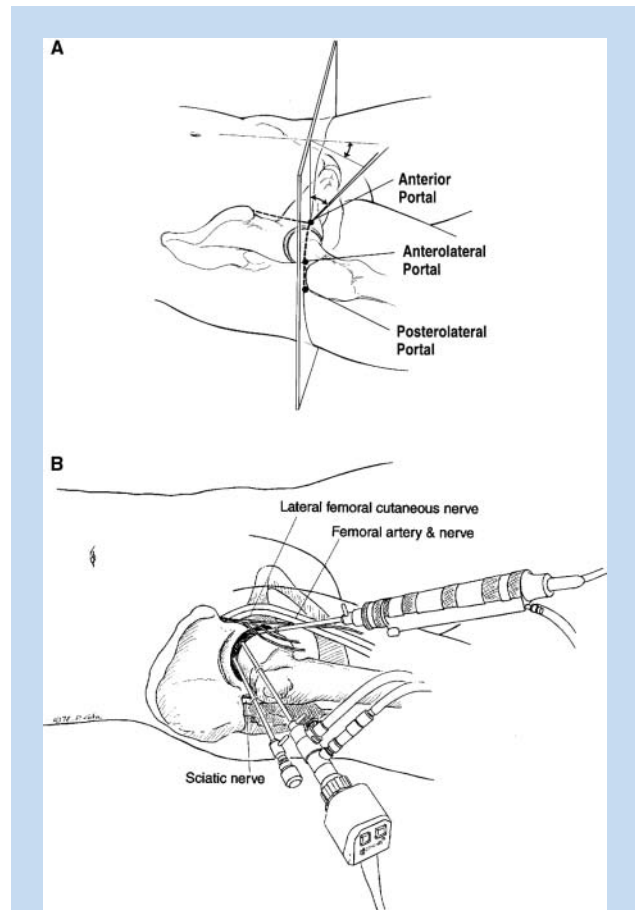 A
Anterior
Portal
Anterolateral
Portal
Posterolateral
Portal
B
Lateral femoral cutaneous nerve
Femoral artery & nerve
Sciatic nerve